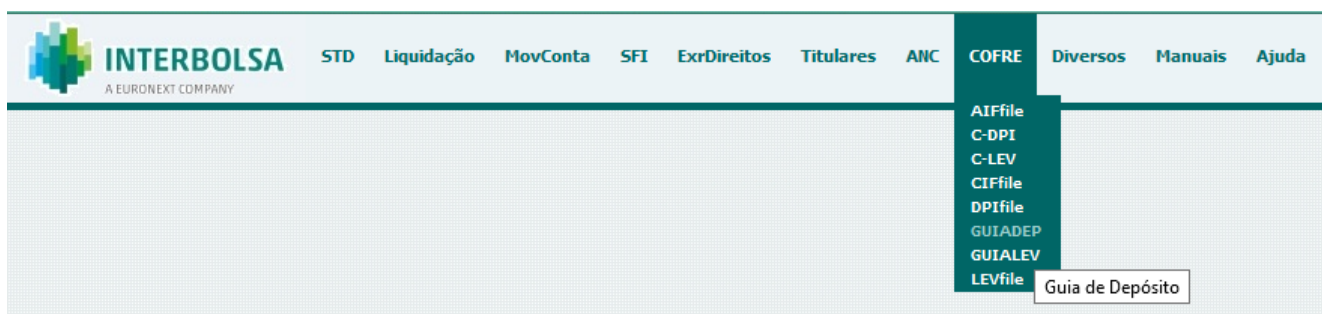 INTERBOLSA
A EURONEXT COMPANY
STD Liquidação MovConta SFI ExrDireitos Titulares ANC COFRE Diversos Manuais Ajuda
AIFfile
C-DPI
C-LEV
CIFfile
DPIfile
GUIADEP
GUIALEV
LEVfile
Guia de Depósito